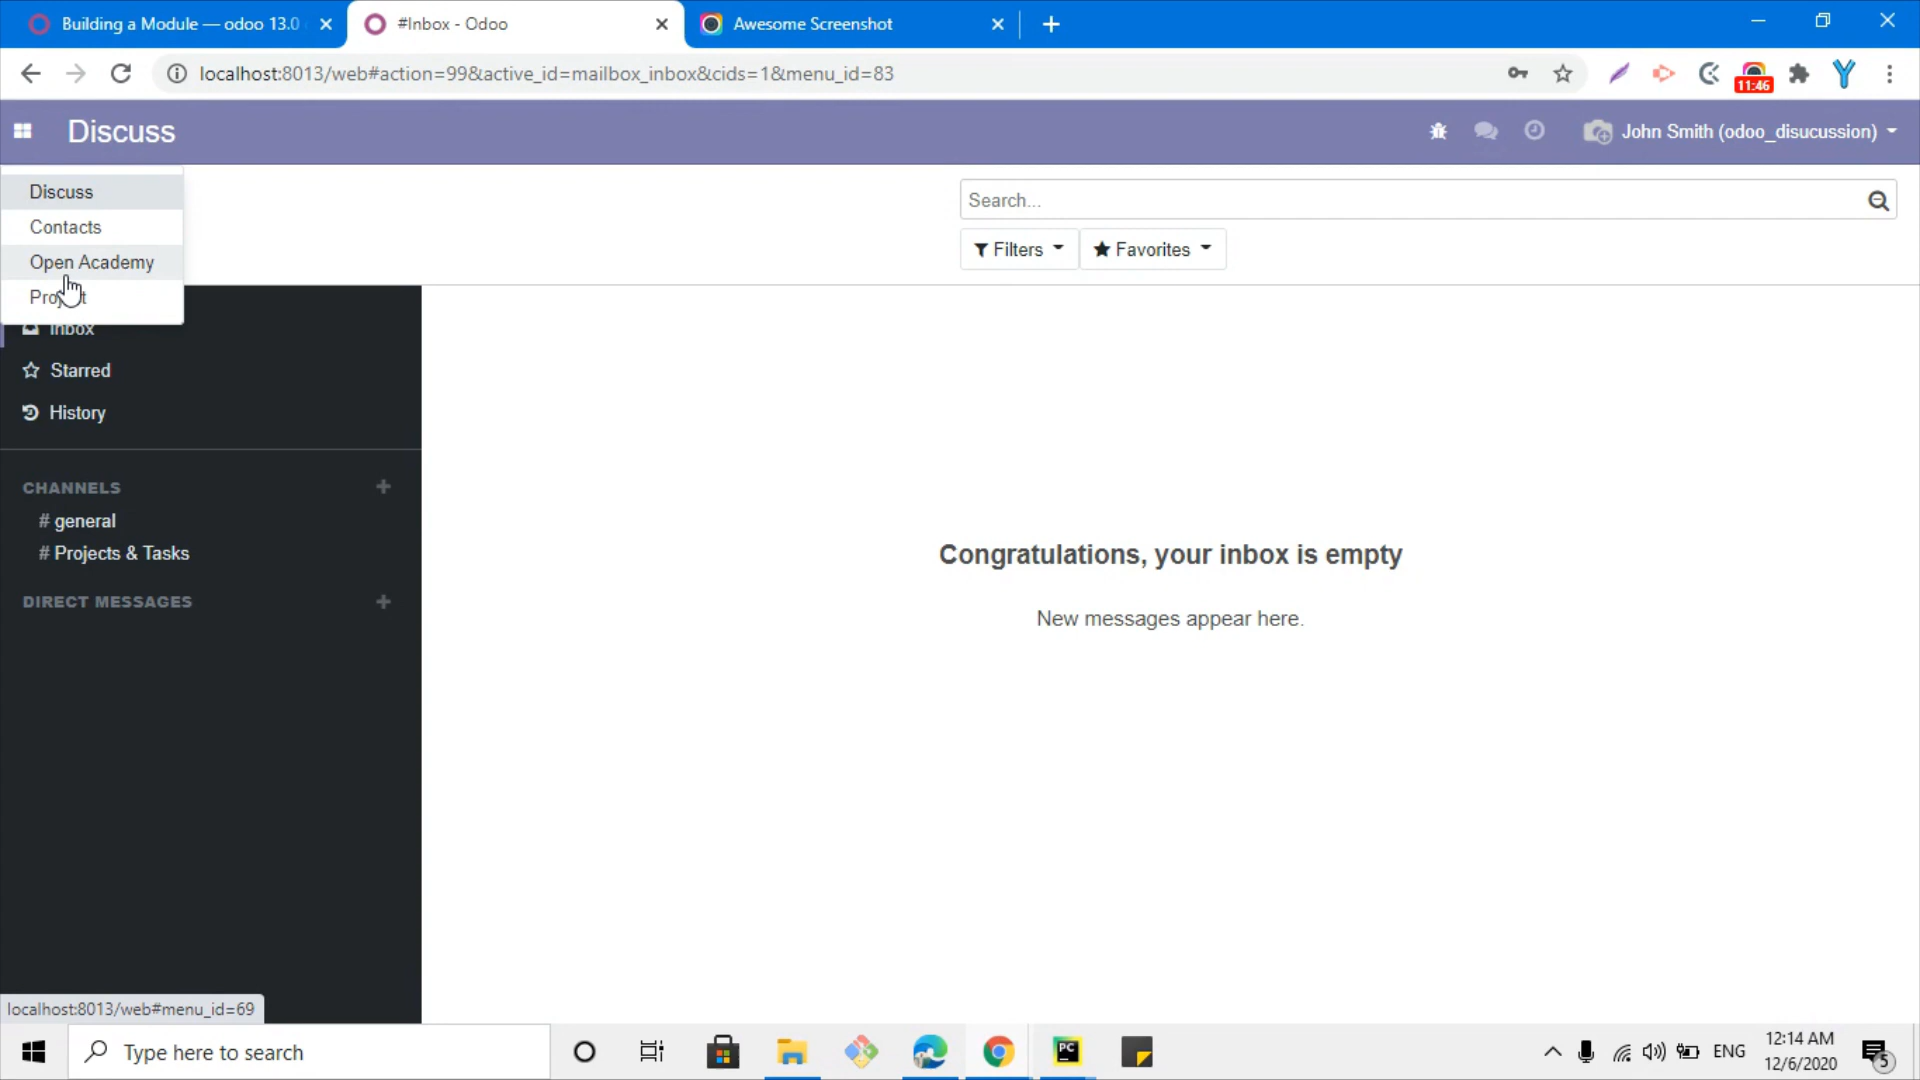 Building a Module — odoo 13.0
#Inbox - Odoo
Awesome Screenshot
localhost:8013/web#action=99&active_id=mailbox_inbox&cids=1&menu_id=83
11:46
Discuss
John Smith (odoo_disucussion)
Discuss
Contacts
Open Academy
Search...
Filters
Favorites
Inbox
Starred
History
CHANNELS
# general
# Projects & Tasks
DIRECT MESSAGES
Congratulations, your inbox is empty
New messages appear here.
localhost:8013/web#menu_id=69
Type here to search
PC
ENG
12:14 AM
12/6/2020
5